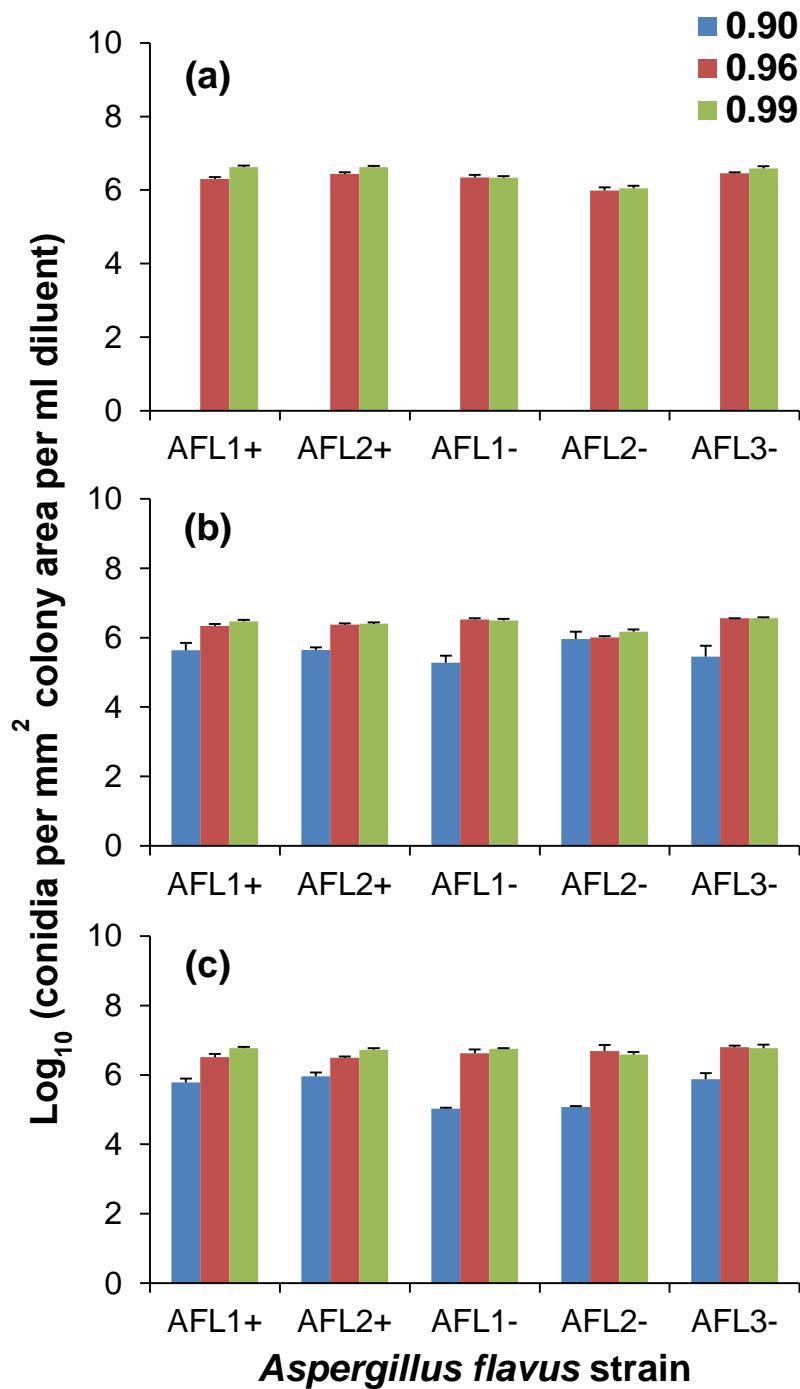 0.90
0.96
0.99
Log₁₀ (conidia per mm² colony area per ml diluent)
(a)
10
8
6
4
2
0
AFL1+ AFL2+ AFL1- AFL2- AFL3-
(b)
10
8
6
4
2
0
AFL1+ AFL2+ AFL1- AFL2- AFL3-
(c)
10
8
6
4
2
0
AFL1+ AFL2+ AFL1- AFL2- AFL3-
Aspergillus flavus strain